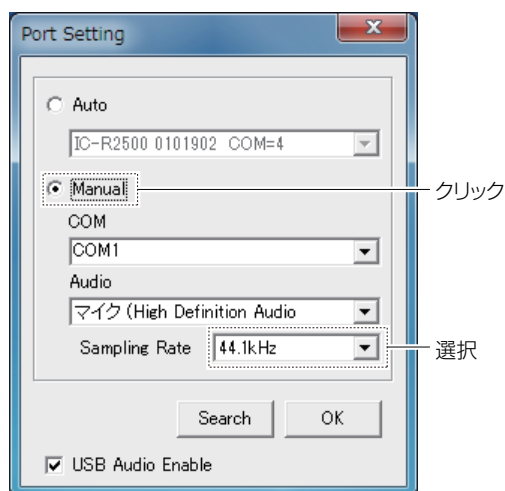 Port Setting
Auto
IC-R2500 0101902 COM=4
Manual
クリック
COM
COM1
Audio
マイク (High Definition Audio
Sampling Rate 44.1kHz
選択
Search OK
USB Audio Enable